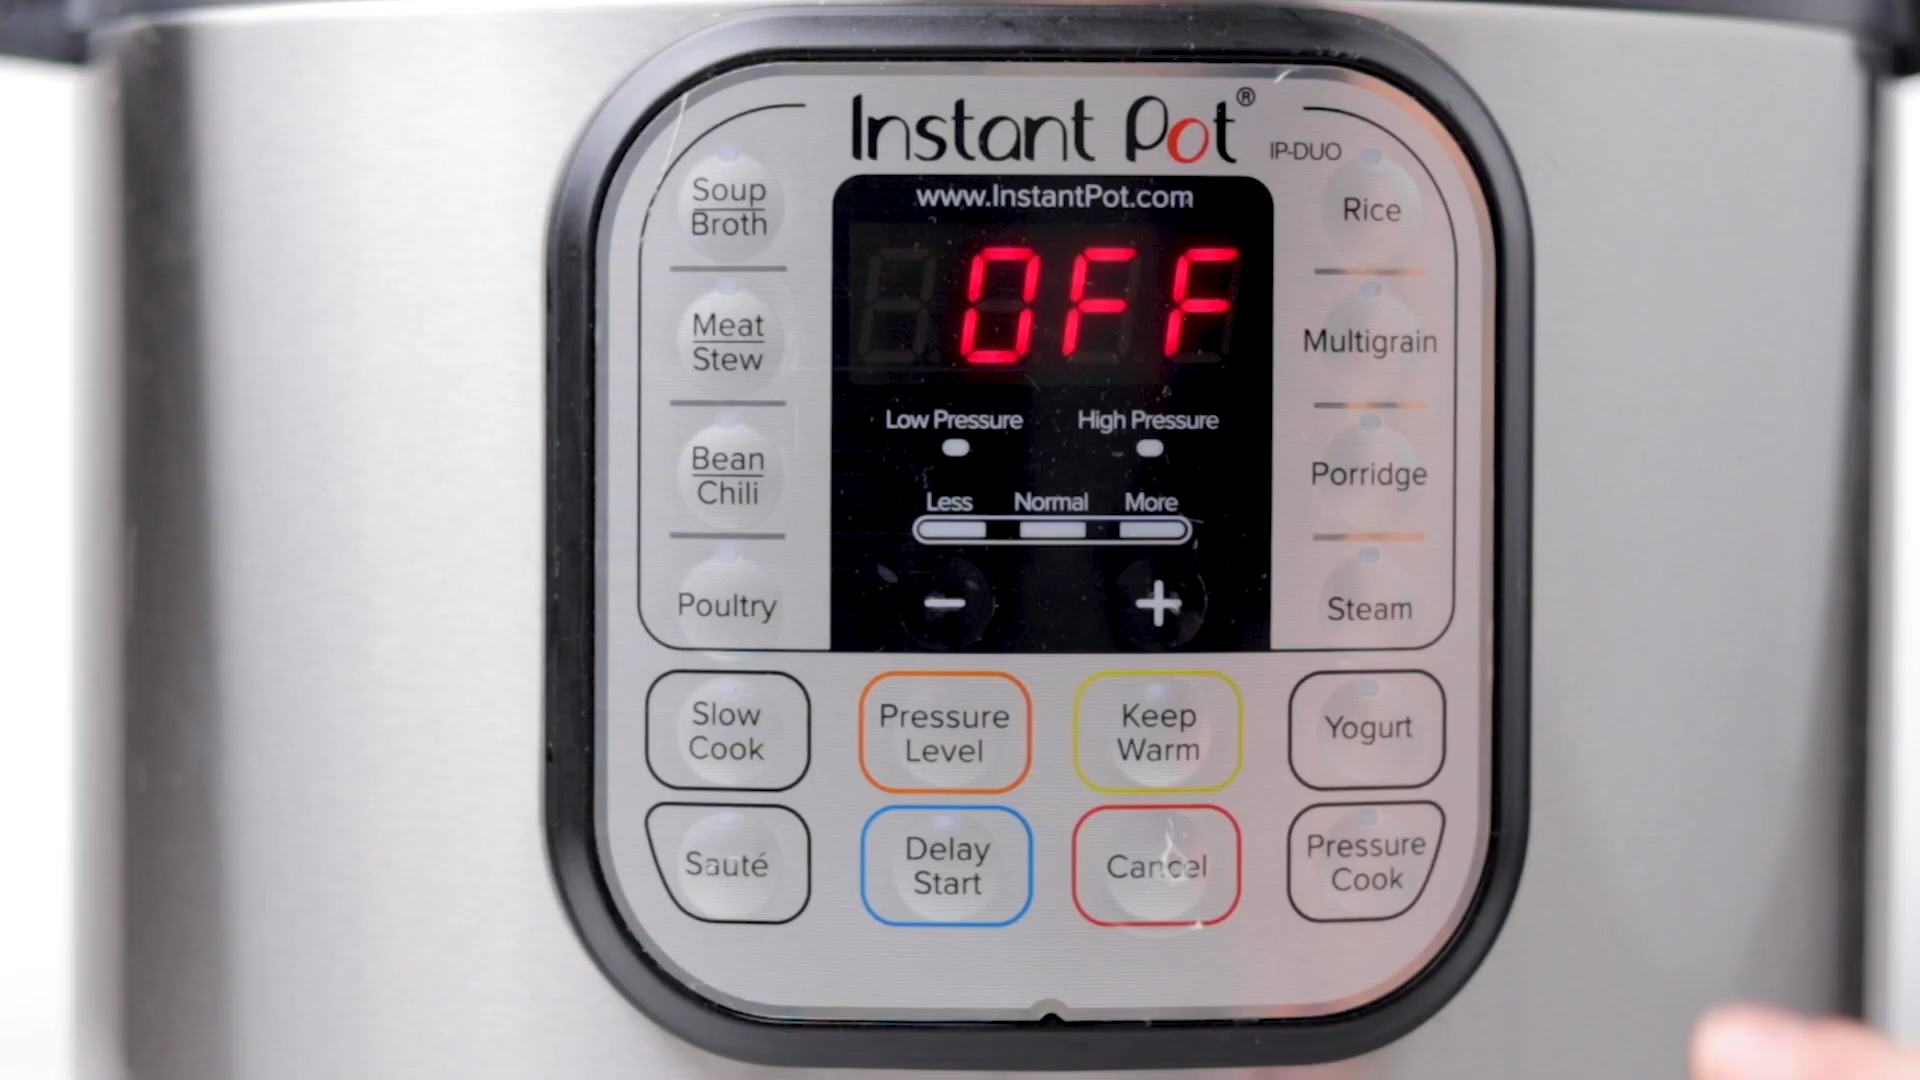 Instant Pot® IP-DUO
www.InstantPot.com
OFF
Low Pressure High Pressure
Less Normal More
- +
Soup
Broth
Meat
Stew
Bean
Chili
Poultry
Rice
Multigrain
Porridge
Steam
Slow
Cook
Pressure
Level
Keep
Warm
Yogurt
Sauté
Delay
Start
Cancel
Pressure
Cook